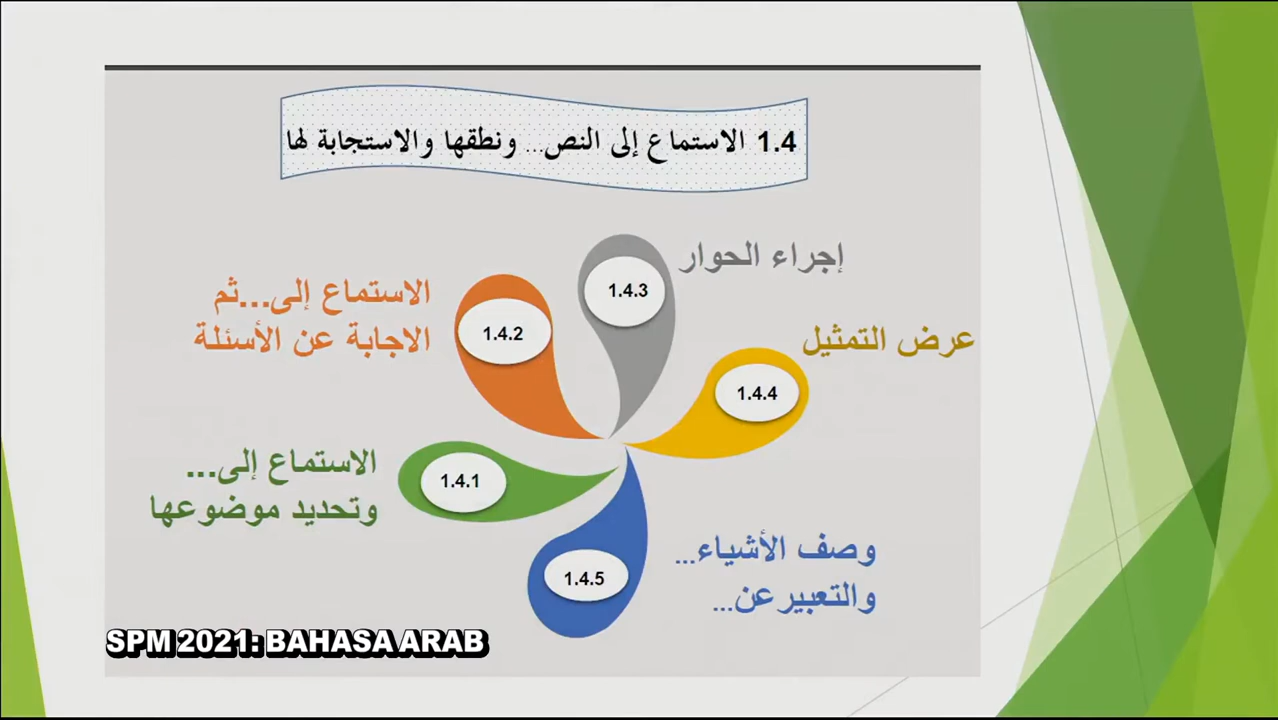 1.4 الاستماع إلى النص... ونطقها والاستجابة لها
إجراء الحوار
1.4.3
الاستماع إلى...ثم
الاجابة عن الأسئلة
1.4.2
عرض التمثيل
1.4.4
الاستماع إلى...
وتحديد موضوعها
1.4.1
وصف الأشياء...
والتعبيرعن...
1.4.5
SPM 2021: BAHASA ARAB